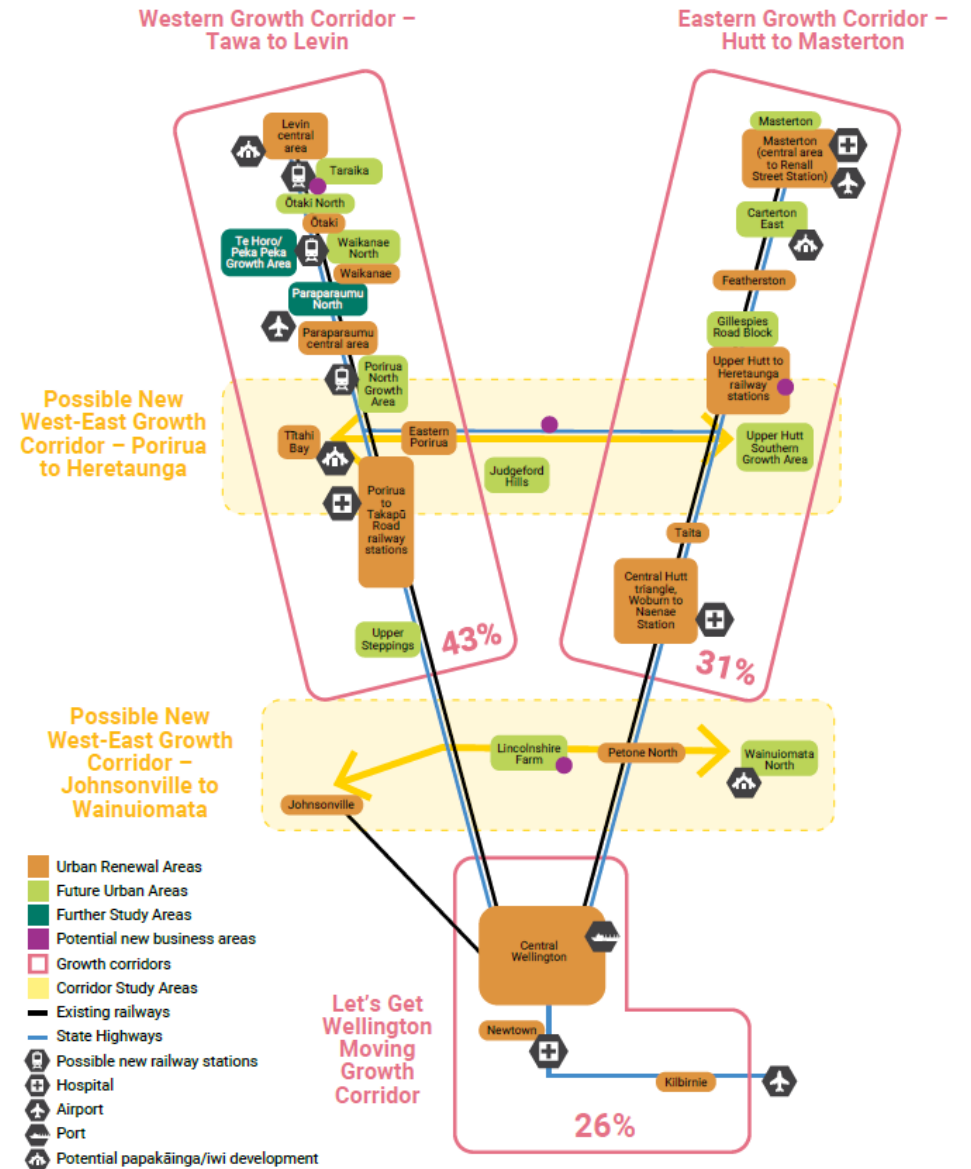 Western Growth Corridor –
Tawa to Levin
Eastern Growth Corridor –
Hutt to Masterton
Levin
central
area
Taraika
Ōtaki North
Ōtaki
Te Horo/
Peka Peka
Growth Area
Waikanae
North
Waikanae
Paraparaumu
North
Paraparaumu
central area
Porirua
North
Growth
Area
Masterton
Masterton
(central area
to Renall
Street Station)
Carterton
East
Featherston
Gillespies
Road Block
Upper Hutt to
Heretaunga
railway
stations
Possible New
West-East Growth
Corridor – Porirua
to Heretaunga
Tītahi
Bay
Eastern
Porirua
Judgeford
Hills
Upper Hutt
Southern
Growth Area
Porirua
to
Takapū
Road
railway
stations
Taita
Central Hutt
triangle,
Woburn to
Naenae
Station
Upper
Steppings
43%
31%
Possible New
West-East Growth
Corridor –
Johnsonville to
Wainuiomata
Lincolnshire
Farm
Petone North
Wainuiomata
North
Johnsonville
Urban Renewal Areas
Future Urban Areas
Further Study Areas
Potential new business areas
Growth corridors
Corridor Study Areas
Existing railways
State Highways
Possible new railway stations
Hospital
Airport
Port
Potential papakāinga/iwi development
Central
Wellington
Let's Get
Wellington
Moving
Growth
Corridor
Newtown
Kilbirnie
26%